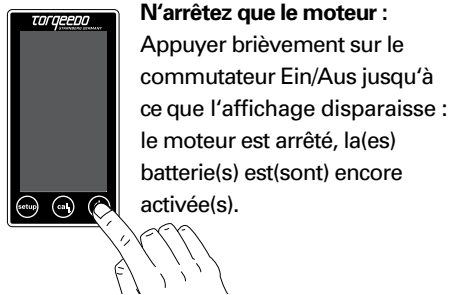 torqeedo
STARNBERG GERMANY
setup
cal
N'arrêtez que le moteur :
Appuyer brièvement sur le
commutateur Ein/Aus jusqu'à
ce que l'affichage disparaisse :
le moteur est arrêté, la(es)
batterie(s) est(sont) encore
activée(s).